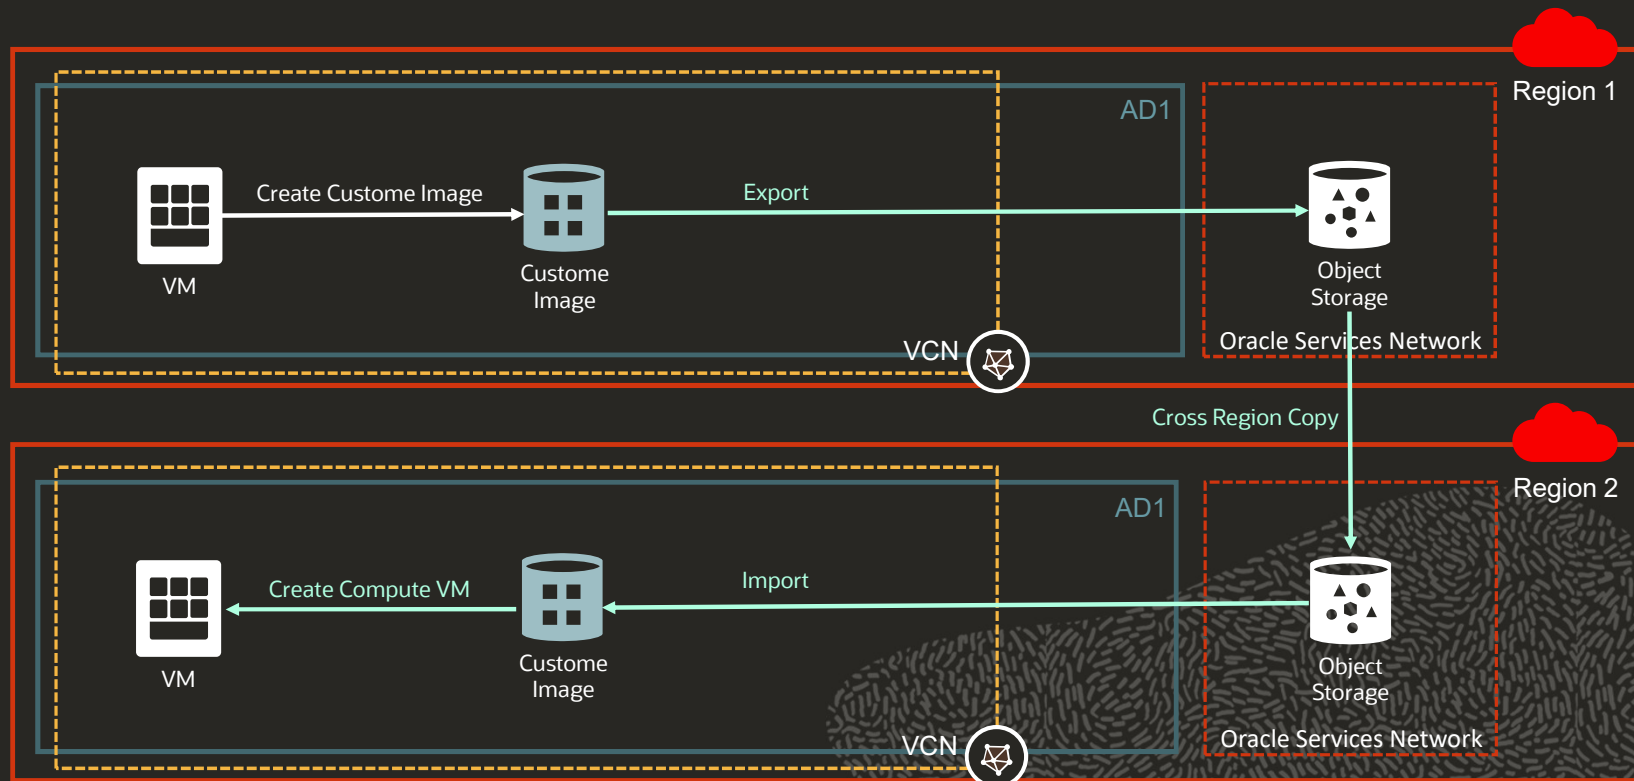 Region 1
AD1
Create Custome Image
Export
VM
Custome
Image
Object
Storage
VCN
Oracle Services Network
Cross Region Copy
Region 2
AD1
Create Compute VM
Import
VM
Custome
Image
Object
Storage
VCN
Oracle Services Network